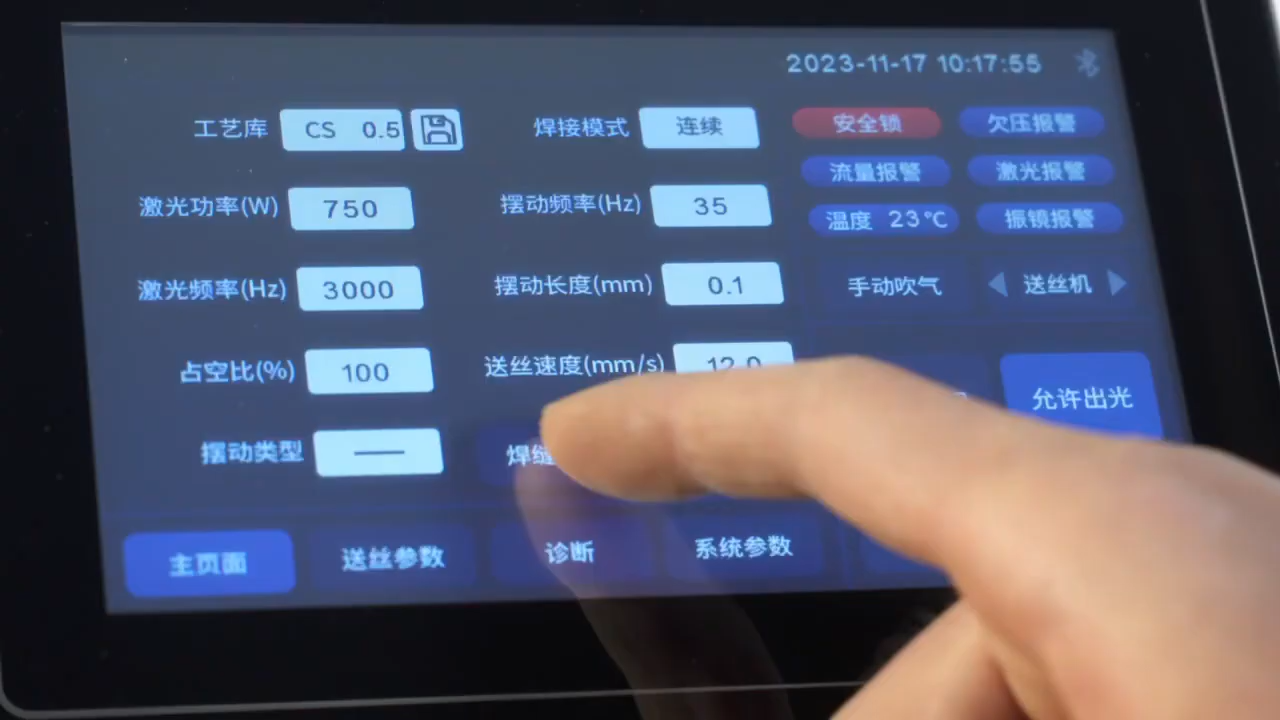 2023-11-17 10:17:55
工艺库 CS 0.5 焊接模式 连续 安全锁 欠压报警
流量报警 激光报警
激光功率(W) 750 摆动频率(Hz) 35 温度 23℃ 振镜报警
激光频率(Hz) 3000 摆动长度(mm) 0.1 手动吹气 送丝机
占空比(%) 100 送丝速度(mm/s) 12.0 允许出光
摆动类型 焊缝
主页面 送丝参数 诊断 系统参数